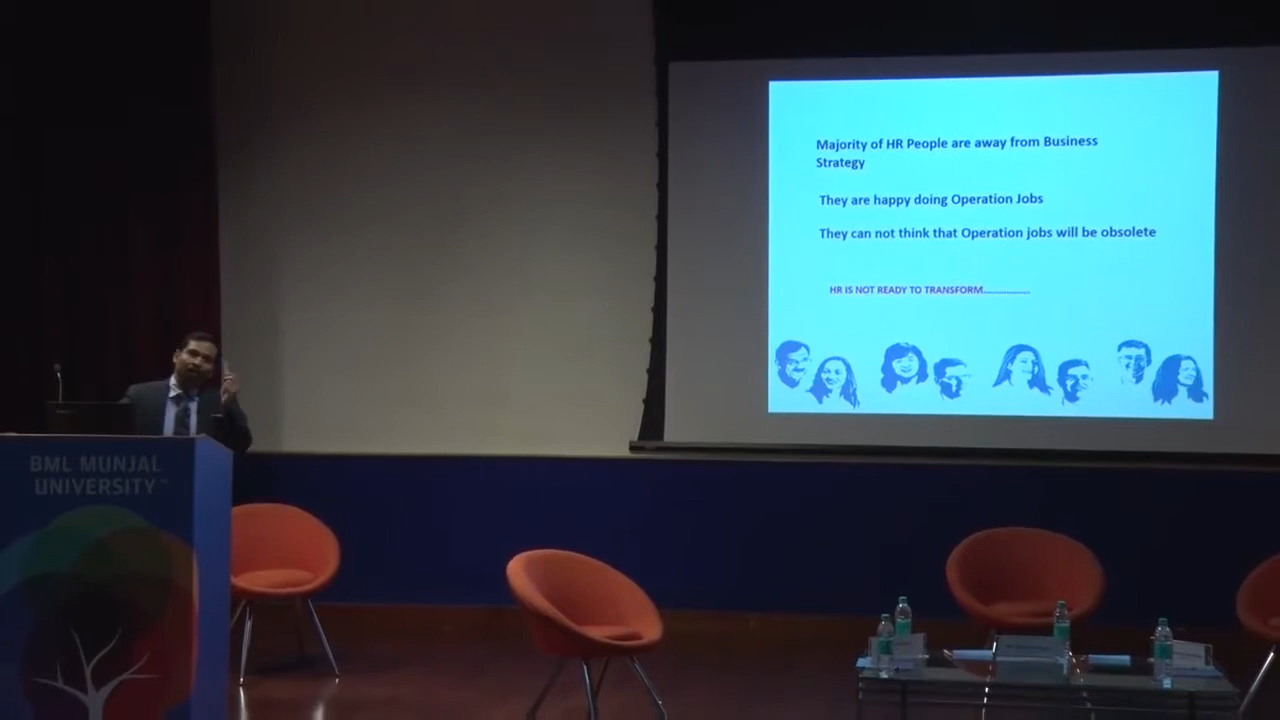 Majority of HR People are away from Business
Strategy
They are happy doing Operation Jobs
They can not think that Operation jobs will be obsolete
HR IS NOT READY TO TRANSFORM................
BML MUNJAL
UNIVERSITY™